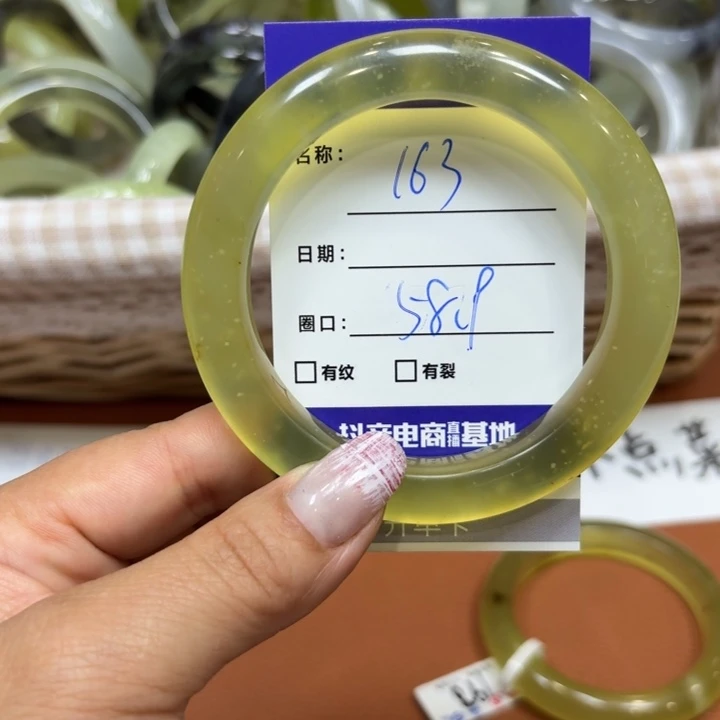 名称: 163
日期:
圈口: 58.9
□有纹 □有裂
抖音电商直播基地